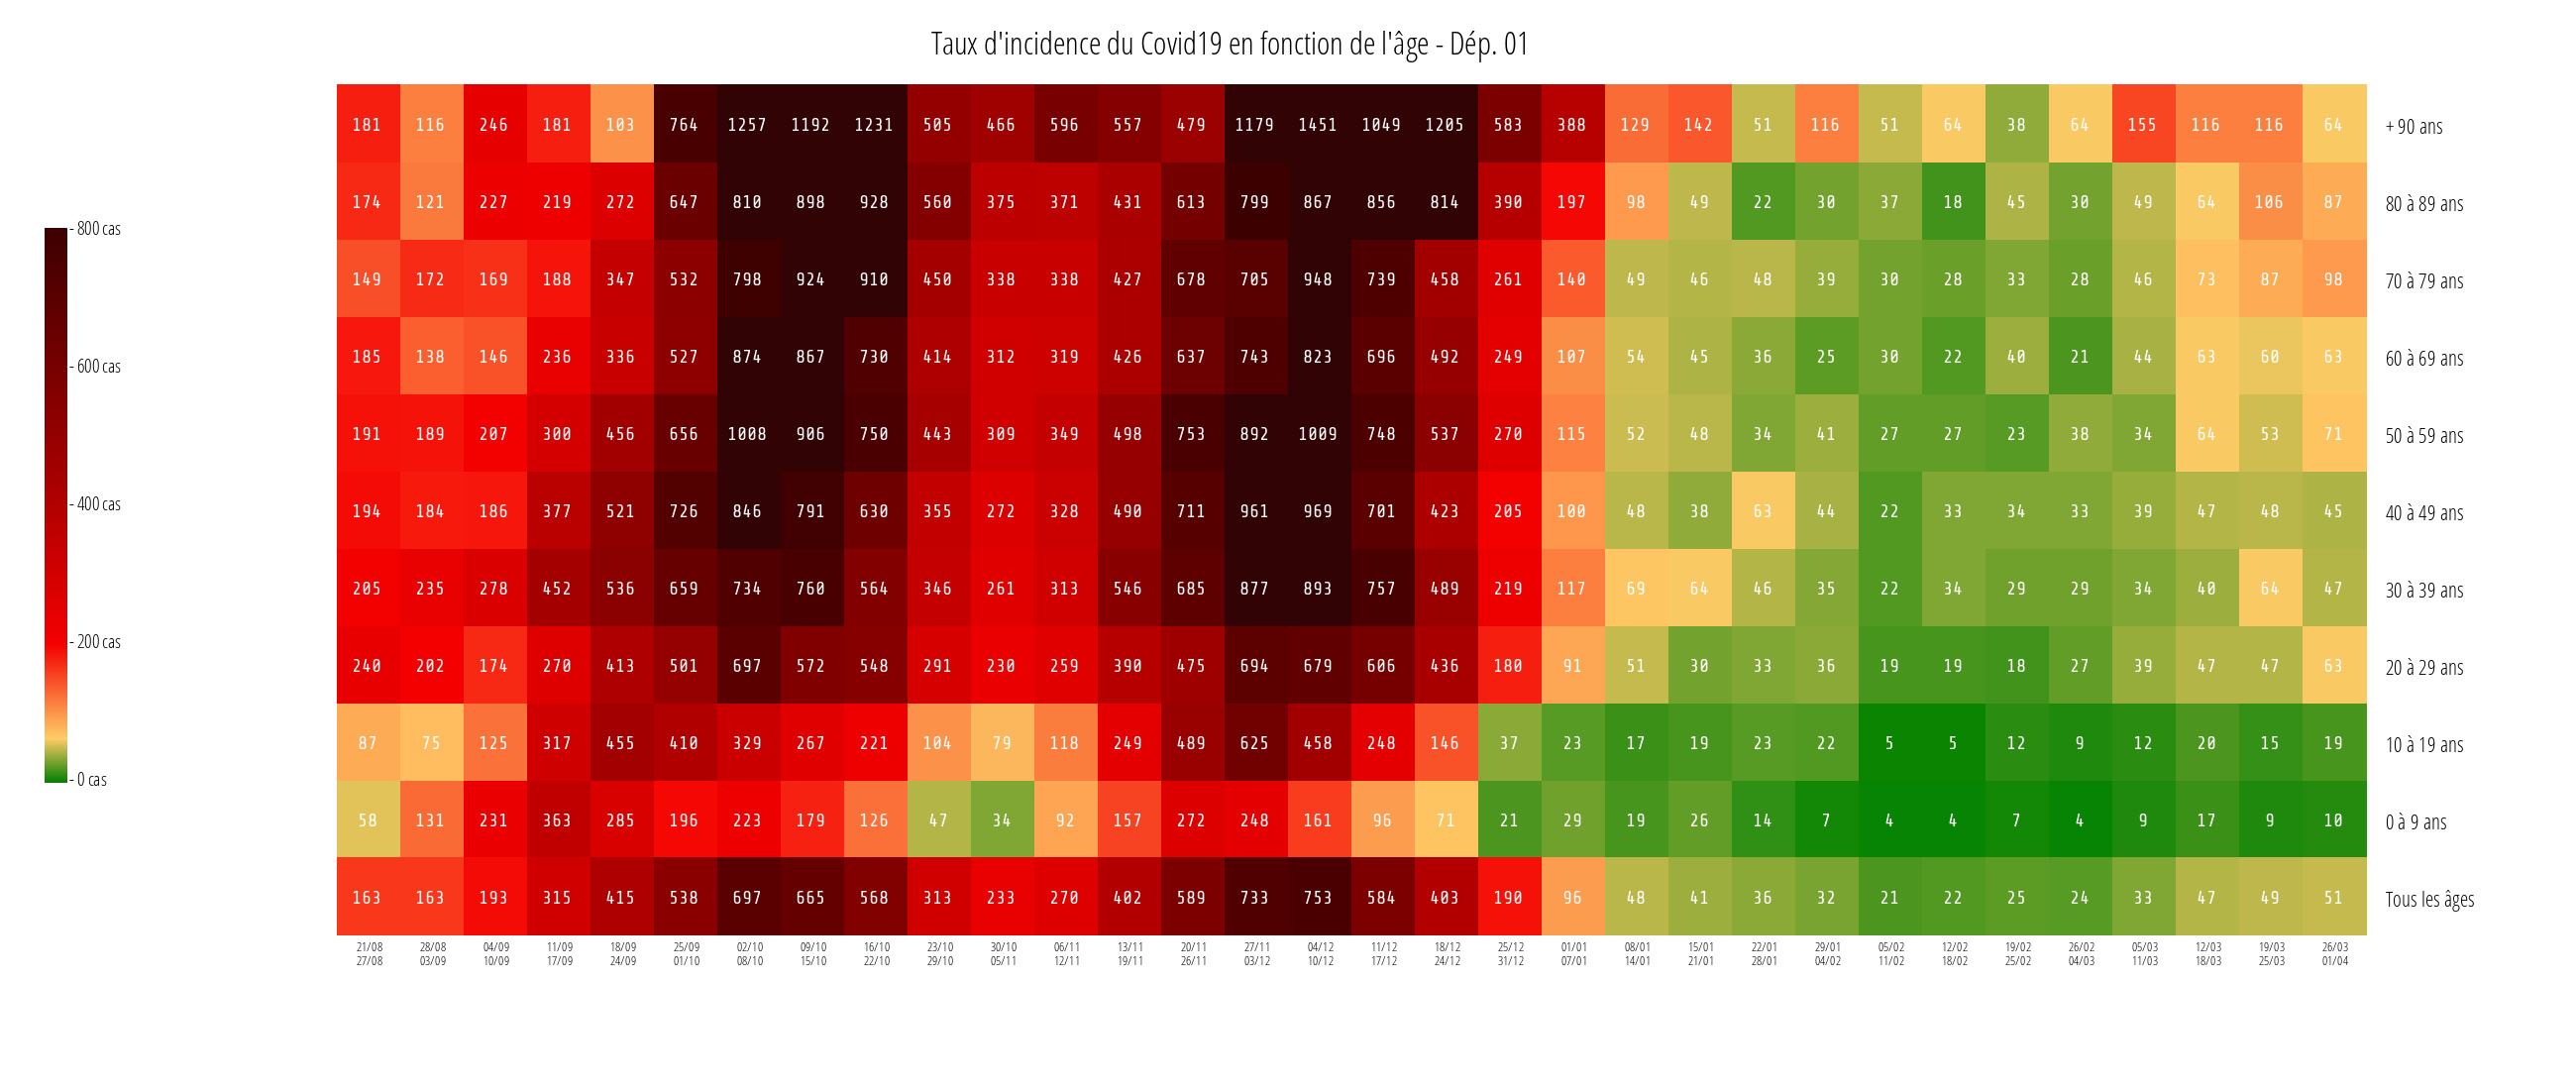 Taux d'incidence du Covid19 en fonction de l'âge - Dép. 01
181 116 246 181 103 764 1257 1192 1231 505 466 596 557 479 1179 1451 1049 1205 583 388 129 142 51 116 51 64 38 64 155 116 116 64 + 90 ans
174 121 227 219 272 647 810 898 928 560 375 371 431 613 799 867 856 814 390 197 98 49 22 30 37 18 45 30 49 64 106 87 80 à 89 ans
- 800 cas
149 172 169 188 347 532 798 924 910 450 338 338 427 678 705 948 739 458 261 140 49 46 48 39 30 28 33 28 46 73 87 98 70 à 79 ans
185 138 146 236 336 527 874 867 730 414 312 319 426 637 743 823 696 492 249 107 54 45 36 25 30 22 40 21 44 63 60 63 60 à 69 ans
- 600 cas
191 189 207 300 456 656 1008 906 750 443 309 349 498 753 892 1009 748 537 270 115 52 48 34 41 27 27 23 38 34 64 53 71 50 à 59 ans
- 400 cas
194 184 186 377 521 726 846 791 630 355 272 328 490 711 961 969 701 423 205 100 48 38 63 44 22 33 34 33 39 47 48 45 40 à 49 ans
205 235 278 452 536 659 734 760 564 346 261 313 546 685 877 893 757 489 219 117 69 64 46 35 22 34 29 29 34 40 64 47 30 à 39 ans
- 200 cas
240 202 174 270 413 501 697 572 548 291 230 259 390 475 694 679 606 436 180 91 51 30 33 36 19 19 18 27 39 47 47 63 20 à 29 ans
87 75 125 317 455 410 329 267 221 104 79 118 249 489 625 458 248 146 37 23 17 19 23 22 5 5 12 9 12 20 15 19 10 à 19 ans
- 0 cas
58 131 231 363 285 196 223 179 126 47 34 92 157 272 248 161 96 71 21 29 19 26 14 7 4 4 7 4 9 17 9 10 0 à 9 ans
163 163 193 315 415 538 697 665 568 313 233 270 402 589 733 753 584 403 190 96 48 41 36 32 21 22 25 24 33 47 49 51 Tous les âges
21/08 28/08 04/09 11/09 18/09 25/09 02/10 09/10 16/10 23/10 30/10 06/11 13/11 20/11 27/11 04/12 11/12 18/12 25/12 01/01 08/01 15/01 22/01 29/01 05/02 12/02 19/02 26/02 05/03 12/03 19/03 26/03
27/08 03/09 10/09 17/09 24/09 01/10 08/10 15/10 22/10 29/10 05/11 12/11 19/11 26/11 03/12 10/12 17/12 24/12 31/12 07/01 14/01 21/01 28/01 04/02 11/02 18/02 25/02 04/03 11/03 18/03 25/03 01/04